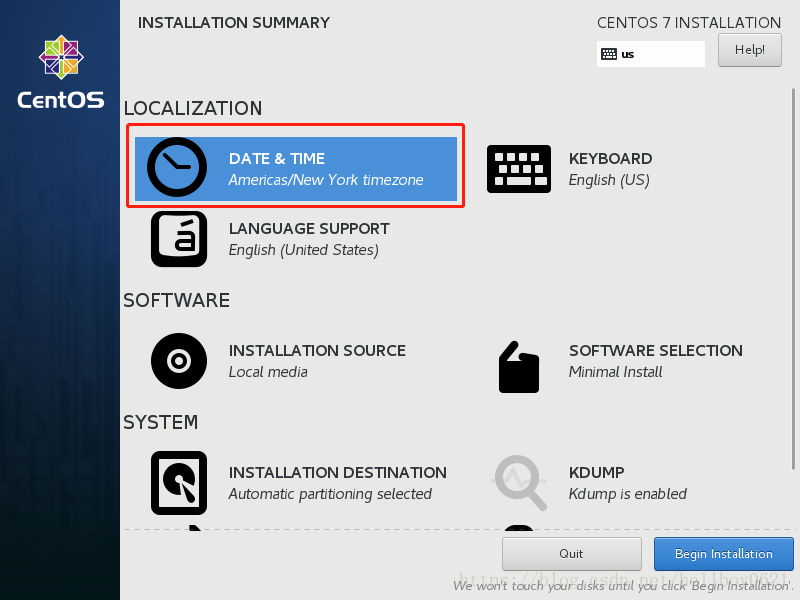 INSTALLATION SUMMARY
CENTOS 7 INSTALLATION
us
Help!
CentOS
LOCALIZATION
DATE & TIME
Americas/New York timezone
KEYBOARD
English (US)
á
LANGUAGE SUPPORT
English (United States)
SOFTWARE
INSTALLATION SOURCE
Local media
SOFTWARE SELECTION
Minimal Install
SYSTEM
INSTALLATION DESTINATION
Automatic partitioning selected
KDUMP
Kdump is enabled
Quit
Begin Installation
https://blog.csdn.net/hellboy0621
We won't touch your disks until you click 'Begin Installation'.